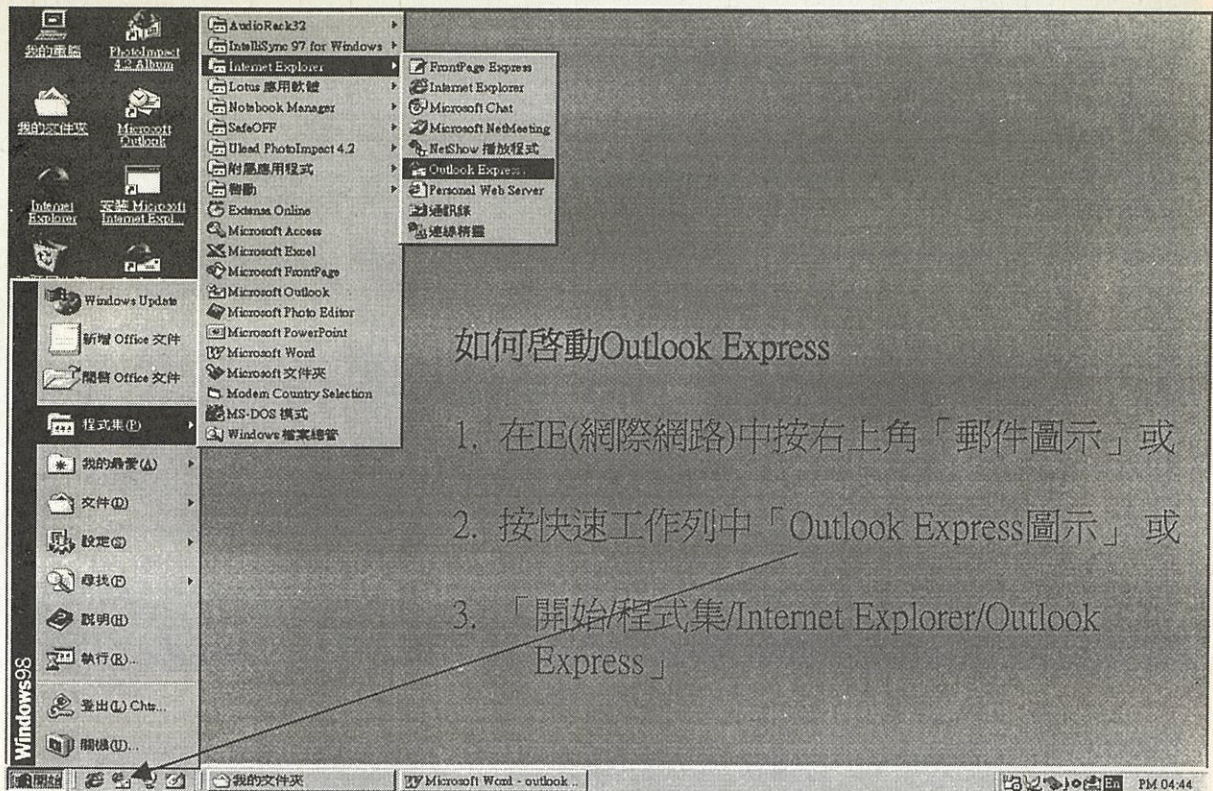 我的電腦
PhotoImpact
4.2 Album
我的文件夾
Microsoft
Outlook
Internet
Explorer
安裝 Microsoft
Internet Expl...
AudioRack32
IntelliSync 97 for Windows
Internet Explorer
Lotus 應用軟體
Notebook Manager
SafeOFF
Ulead PhotoImpact 4.2
附屬應用程式
啓動
Extensa Online
Microsoft Access
Microsoft Excel
Microsoft FrontPage
Microsoft Outlook
Microsoft Photo Editor
Microsoft PowerPoint
Microsoft Word
Microsoft 文件夾
Modem Country Selection
MS-DOS 模式
Windows 檔案總管
FrontPage Express
Internet Explorer
Microsoft Chat
Microsoft NetMeeting
NetShow 播放程式
Outlook Express
Personal Web Server
通訊錄
連線精靈
Windows Update
新增 Office 文件
開啓 Office 文件
程式集(P)
我的最愛(A)
文件(D)
設定(S)
尋找(F)
說明(H)
執行(R)...
登出(L) Chts...
關機(U)...
Windows98
如何啓動Outlook Express
1. 在IE(網際網路)中按右上角「郵件圖示」或
2. 按快速工作列中「Outlook Express圖示」或
3. 「開始/程式集/Internet Explorer/Outlook
Express」
開始
我的文件夾
Microsoft Word - outlook ..
En
PM 04:44